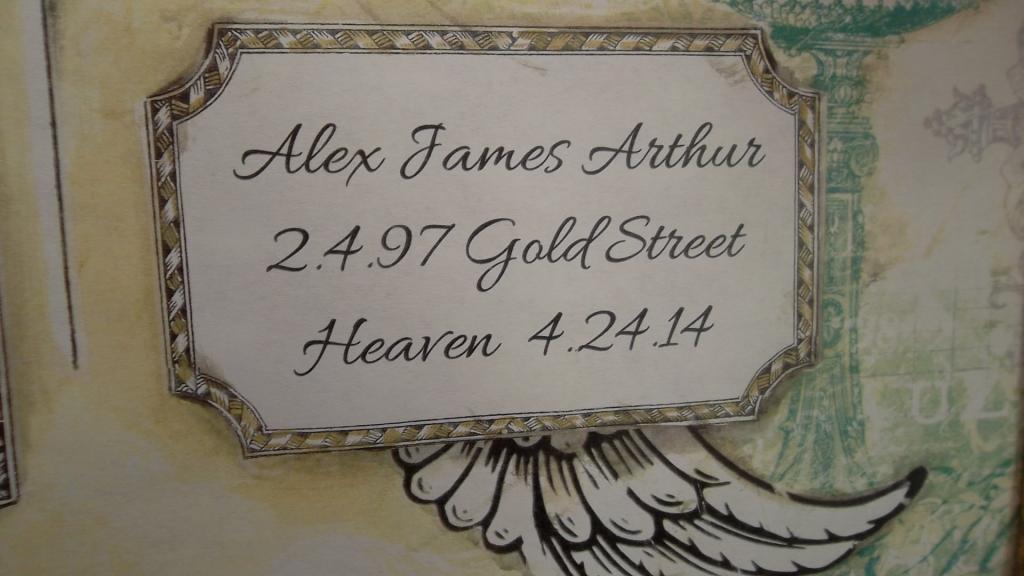 Alex James Arthur
2.4.97 Gold Street
Heaven 4.24.14